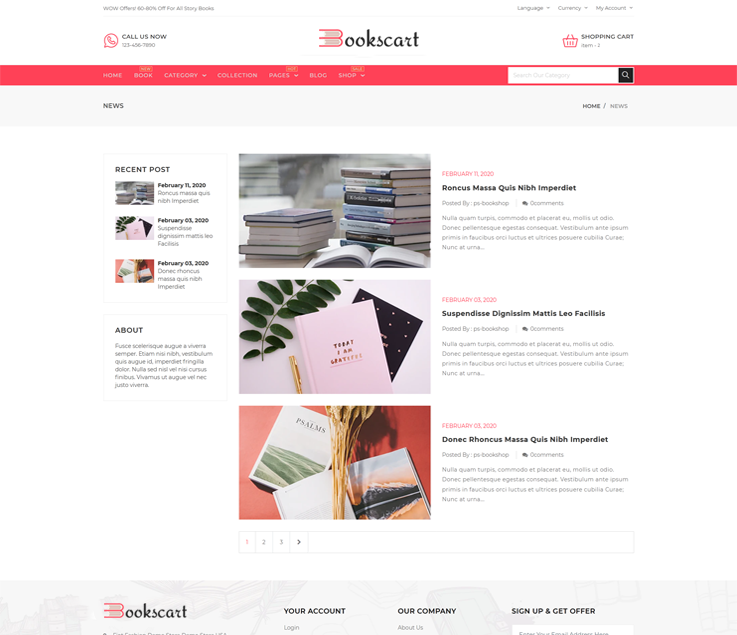 WOW Offers! 60-80% Off For All Story Books
Language Currency My Account
CALL US NOW
123-456-7890
Bookscart
SHOPPING CART
item - 2
NEW HOT SALE
HOME BOOK CATEGORY COLLECTION PAGES BLOG SHOP
Search Our Category
NEWS
HOME / NEWS
RECENT POST
February 11, 2020
Roncus massa quis
nibh Imperdiet
February 03, 2020
Suspendisse
dignissim mattis leo
Facilisis
February 03, 2020
Donec rhoncus
massa quis nibh
Imperdiet
ABOUT
Fusce scelerisque augue a viverra
semper. Etiam nisi nibh, vestibulum
quis augue id, imperdiet fringilla
dolor. Nulla sed nisl vel nisi cursus
finibus. Vivamus ut augue vel nec
justo viverra.
FEBRUARY 11, 2020
Roncus Massa Quis Nibh Imperdiet
Posted By : ps-bookshop 0comments
Nulla quam turpis, commodo et placerat eu, mollis ut odio.
Donec pellentesque egestas consequat. Vestibulum ante ipsum
primis in faucibus orci luctus et ultrices posuere cubilia Curae;
Nunc at urna...
TODAY
I AM
GRATEFUL
FEBRUARY 03, 2020
Suspendisse Dignissim Mattis Leo Facilisis
Posted By : ps-bookshop 0comments
Nulla quam turpis, commodo et placerat eu, mollis ut odio.
Donec pellentesque egestas consequat. Vestibulum ante ipsum
primis in faucibus orci luctus et ultrices posuere cubilia Curae;
Nunc at urna...
PSALMS
FEBRUARY 03, 2020
Donec Rhoncus Massa Quis Nibh Imperdiet
Posted By : ps-bookshop 0comments
Nulla quam turpis, commodo et placerat eu, mollis ut odio.
Donec pellentesque egestas consequat. Vestibulum ante ipsum
primis in faucibus orci luctus et ultrices posuere cubilia Curae;
Nunc at urna...
1 2 3
Bookscart
YOUR ACCOUNT
OUR COMPANY
SIGN UP & GET OFFER
Login
About Us
Enter Your Email Address Here